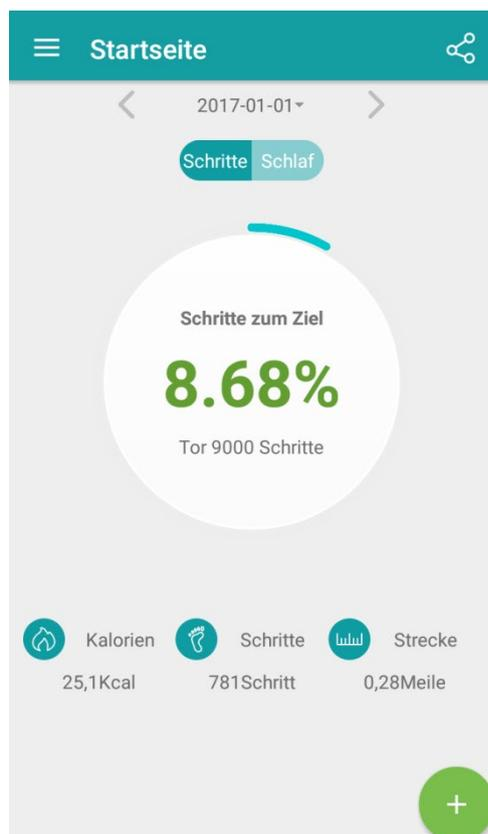 Startseite
2017-01-01
Schritte Schlaf
Schritte zum Ziel
8.68%
Tor 9000 Schritte
Kalorien Schritte Strecke
25,1Kcal 781Schritt 0,28Meile
+